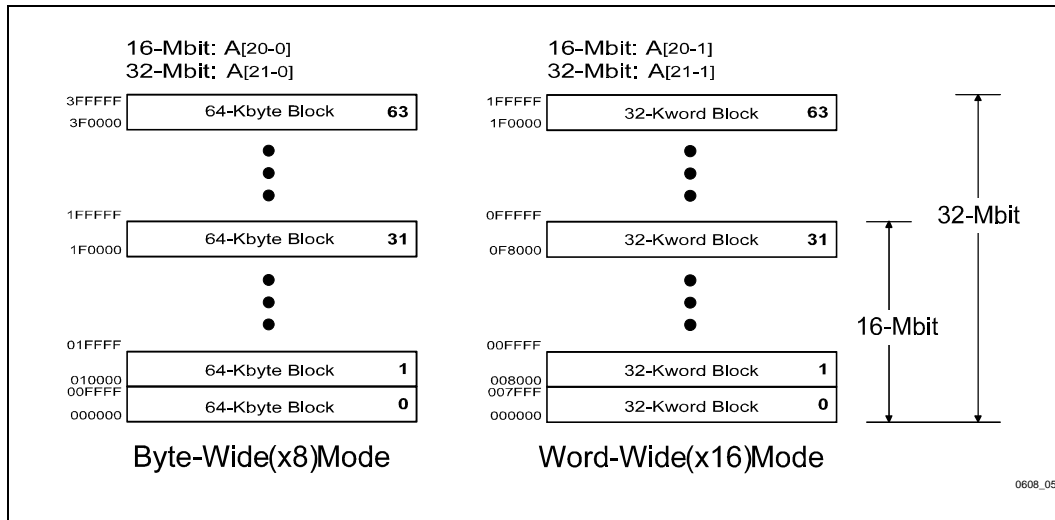 16-Mbit: A[20-0]
32-Mbit: A[21-0]
3FFFFF
3F0000
64-Kbyte Block 63
1FFFFF
1F0000
64-Kbyte Block 31
01FFFF
010000
64-Kbyte Block 1
00FFFF
000000
64-Kbyte Block 0
Byte-Wide(x8)Mode
16-Mbit: A[20-1]
32-Mbit: A[21-1]
1FFFFF
1F0000
32-Kword Block 63
0FFFFF
0F8000
32-Kword Block 31
00FFFF
008000
32-Kword Block 1
007FFF
000000
32-Kword Block 0
Word-Wide(x16)Mode
16-Mbit
32-Mbit
0608_05